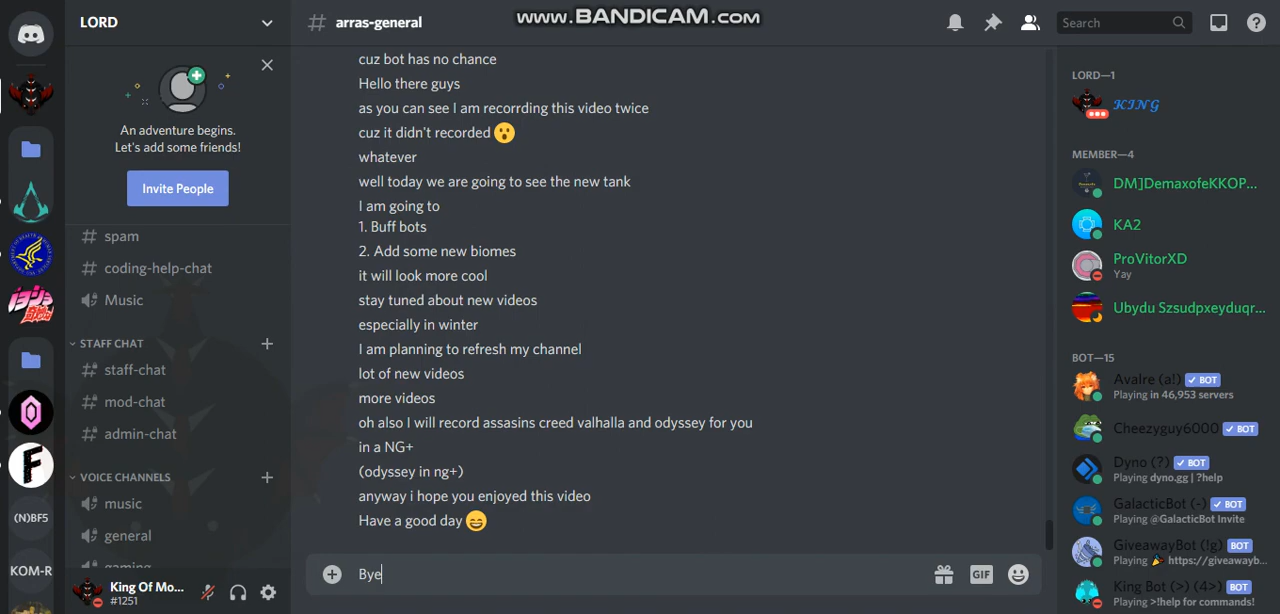 www.BANDICAM.com
LORD
arras-general
Search
An adventure begins.
Let's add some friends!
Invite People
spam
coding-help-chat
Music
STAFF CHAT
staff-chat
mod-chat
admin-chat
VOICE CHANNELS
music
general
gaming
(N)BF5
KOM-R
King Of Mo...
#1251
cuz bot has no chance
Hello there guys
as you can see I am recorrding this video twice
cuz it didn't recorded 😮
whatever
well today we are going to see the new tank
I am going to
1. Buff bots
2. Add some new biomes
it will look more cool
stay tuned about new videos
especially in winter
I am planning to refresh my channel
lot of new videos
more videos
oh also I will record assasins creed valhalla and odyssey for you
in a NG+
(odyssey in ng+)
anyway i hope you enjoyed this video
Have a good day 😄
Bye
GIF
LORD—1
𝒦𝐼𝒩𝒢
MEMBER—4
DM]DemaxofeKKOP...
KA2
ProVitorXD
Yay
Ubydu Szsudpxeyduqr...
BOT—15
Avalre (a!) ✓ BOT
Playing in 46,953 servers
Cheezyguy6000 ✓ BOT
Dyno (?) ✓ BOT
Playing dyno.gg | ?help
GalacticBot (-) ✓ BOT
Playing @GalacticBot Invite
GiveawayBot (!g) BOT
Playing 🎉 https://giveawayb...
King Bot (>) (4>) BOT
Playing >!help for commands!